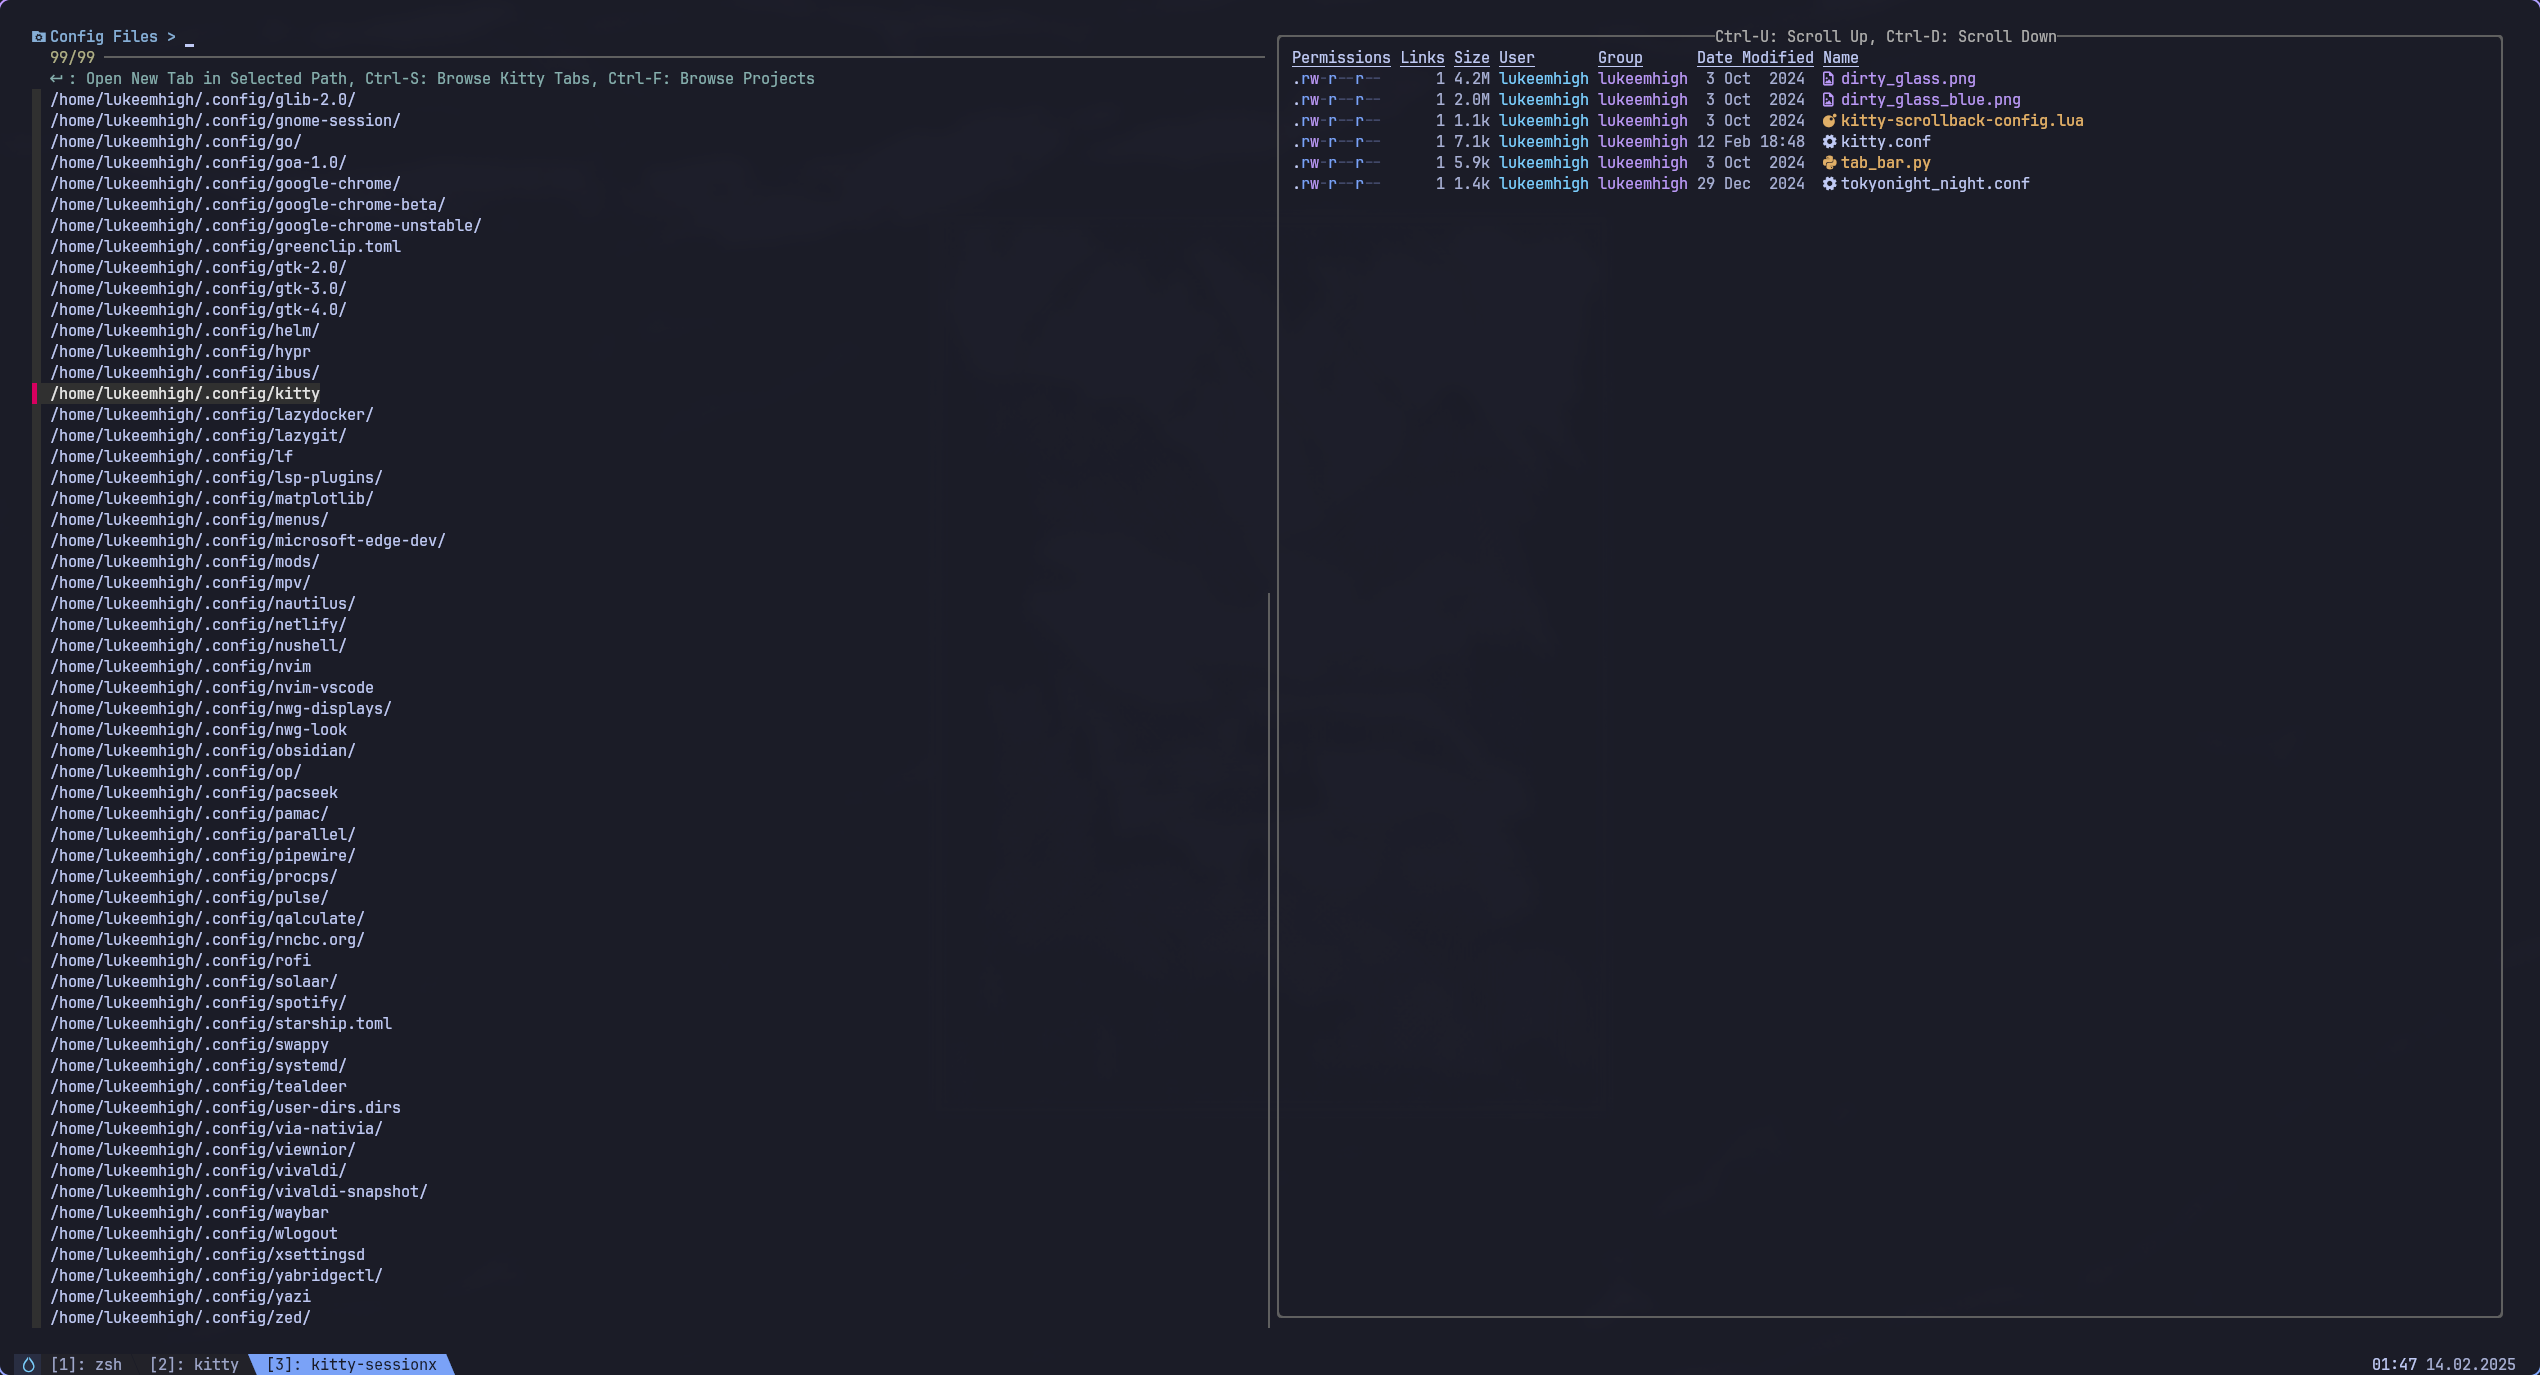 Config Files > _
99/99
↩ : Open New Tab in Selected Path, Ctrl-S: Browse Kitty Tabs, Ctrl-F: Browse Projects
/home/lukeemhigh/.config/glib-2.0/
/home/lukeemhigh/.config/gnome-session/
/home/lukeemhigh/.config/go/
/home/lukeemhigh/.config/goa-1.0/
/home/lukeemhigh/.config/google-chrome/
/home/lukeemhigh/.config/google-chrome-beta/
/home/lukeemhigh/.config/google-chrome-unstable/
/home/lukeemhigh/.config/greenclip.toml
/home/lukeemhigh/.config/gtk-2.0/
/home/lukeemhigh/.config/gtk-3.0/
/home/lukeemhigh/.config/gtk-4.0/
/home/lukeemhigh/.config/helm/
/home/lukeemhigh/.config/hypr
/home/lukeemhigh/.config/ibus/
/home/lukeemhigh/.config/kitty
/home/lukeemhigh/.config/lazydocker/
/home/lukeemhigh/.config/lazygit/
/home/lukeemhigh/.config/lf
/home/lukeemhigh/.config/lsp-plugins/
/home/lukeemhigh/.config/matplotlib/
/home/lukeemhigh/.config/menus/
/home/lukeemhigh/.config/microsoft-edge-dev/
/home/lukeemhigh/.config/mods/
/home/lukeemhigh/.config/mpv/
/home/lukeemhigh/.config/nautilus/
/home/lukeemhigh/.config/netlify/
/home/lukeemhigh/.config/nushell/
/home/lukeemhigh/.config/nvim
/home/lukeemhigh/.config/nvim-vscode
/home/lukeemhigh/.config/nwg-displays/
/home/lukeemhigh/.config/nwg-look
/home/lukeemhigh/.config/obsidian/
/home/lukeemhigh/.config/op/
/home/lukeemhigh/.config/pacseek
/home/lukeemhigh/.config/pamac/
/home/lukeemhigh/.config/parallel/
/home/lukeemhigh/.config/pipewire/
/home/lukeemhigh/.config/procps/
/home/lukeemhigh/.config/pulse/
/home/lukeemhigh/.config/qalculate/
/home/lukeemhigh/.config/rncbc.org/
/home/lukeemhigh/.config/rofi
/home/lukeemhigh/.config/solaar/
/home/lukeemhigh/.config/spotify/
/home/lukeemhigh/.config/starship.toml
/home/lukeemhigh/.config/swappy
/home/lukeemhigh/.config/systemd/
/home/lukeemhigh/.config/tealdeer
/home/lukeemhigh/.config/user-dirs.dirs
/home/lukeemhigh/.config/via-nativia/
/home/lukeemhigh/.config/viewnior/
/home/lukeemhigh/.config/vivaldi/
/home/lukeemhigh/.config/vivaldi-snapshot/
/home/lukeemhigh/.config/waybar
/home/lukeemhigh/.config/wlogout
/home/lukeemhigh/.config/xsettingsd
/home/lukeemhigh/.config/yabridgectl/
/home/lukeemhigh/.config/yazi
/home/lukeemhigh/.config/zed/
Ctrl-U: Scroll Up, Ctrl-D: Scroll Down
Permissions Links Size User Group Date Modified Name
.rw-r--r-- 1 4.2M lukeemhigh lukeemhigh 3 Oct 2024 dirty_glass.png
.rw-r--r-- 1 2.0M lukeemhigh lukeemhigh 3 Oct 2024 dirty_glass_blue.png
.rw-r--r-- 1 1.1k lukeemhigh lukeemhigh 3 Oct 2024 kitty-scrollback-config.lua
.rw-r--r-- 1 7.1k lukeemhigh lukeemhigh 12 Feb 18:48 kitty.conf
.rw-r--r-- 1 5.9k lukeemhigh lukeemhigh 3 Oct 2024 tab_bar.py
.rw-r--r-- 1 1.4k lukeemhigh lukeemhigh 29 Dec 2024 tokyonight_night.conf
[1]: zsh [2]: kitty [3]: kitty-sessionx 01:47 14.02.2025